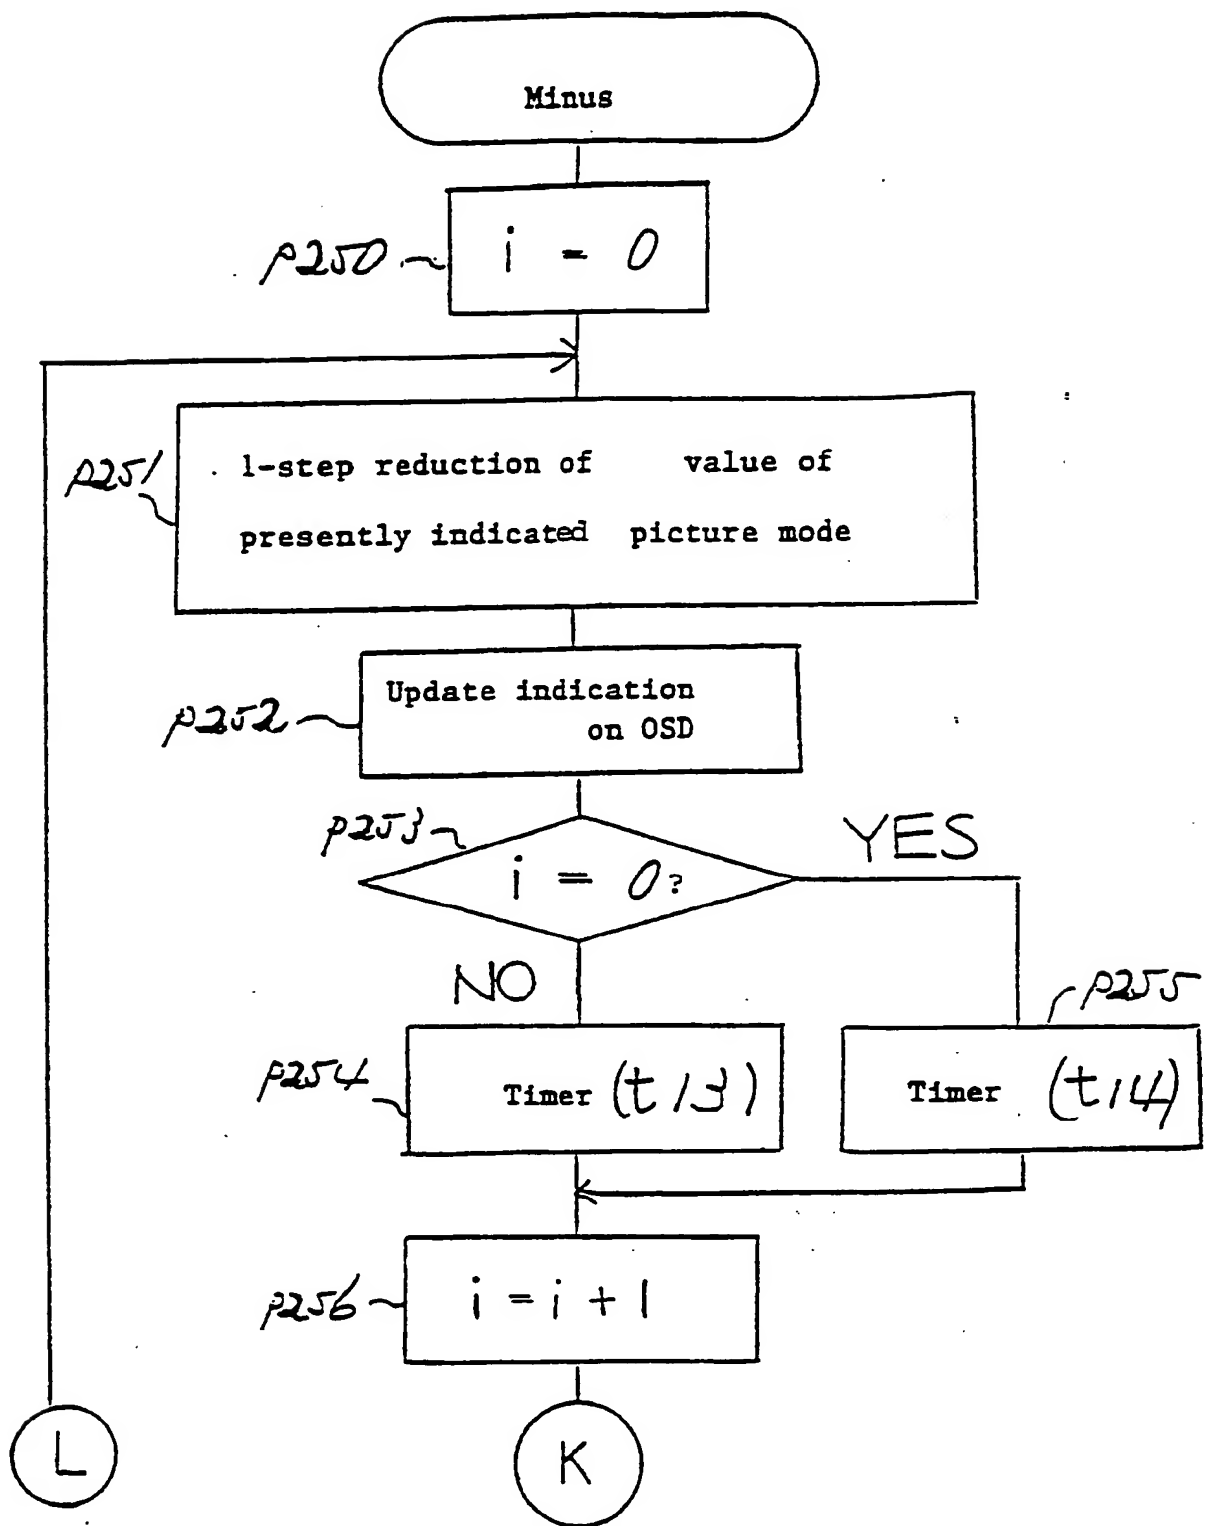 Minus
p250
i = 0
p251
1-step reduction of value of
presently indicated picture mode
p252
Update indication
on OSD
p253
i = 0?
YES
NO
p254
Timer (t13)
p255
Timer (t14)
p256
i = i + 1
L
K